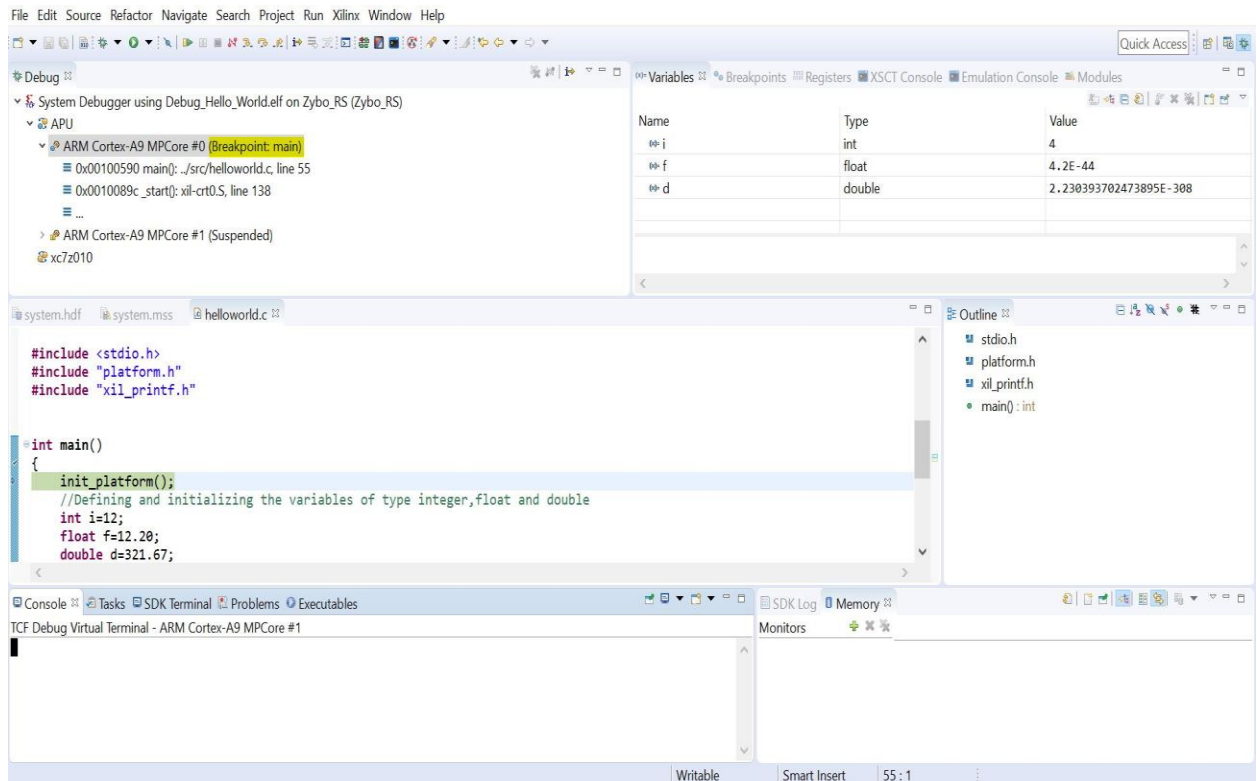 File Edit Source Refactor Navigate Search Project Run Xilinx Window Help
Quick Access
Debug
System Debugger using Debug_Hello_World.elf on Zybo_RS (Zybo_RS)
APU
ARM Cortex-A9 MPCore #0 (Breakpoint: main)
0x00100590 main(): ../src/helloworld.c, line 55
0x0010089c _start(): xil-crt0.S, line 138
...
ARM Cortex-A9 MPCore #1 (Suspended)
xc7z010
Variables Breakpoints Registers XSCT Console Emulation Console Modules
Name Type Value
i int 4
f float 4.2E-44
d double 2.230393702473895E-308
system.hdf system.mss helloworld.c
#include <stdio.h>
#include "platform.h"
#include "xil_printf.h"
int main()
{
init_platform();
//Defining and initializing the variables of type integer,float and double
int i=12;
float f=12.20;
double d=321.67;
Outline
stdio.h
platform.h
xil_printf.h
main() : int
Console Tasks SDK Terminal Problems Executables
TCF Debug Virtual Terminal - ARM Cortex-A9 MPCore #1
SDK Log Memory
Monitors
Writable Smart Insert 55 : 1